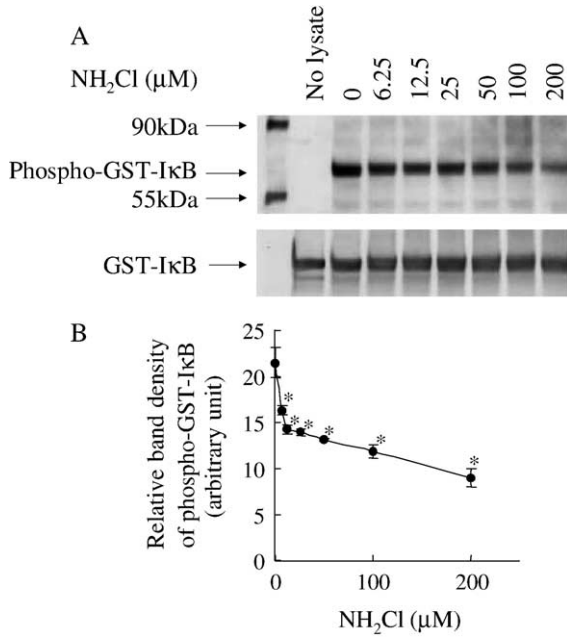 A
NH₂Cl (μM)
No lysate
0
6.25
12.5
25
50
100
200
90kDa
Phospho-GST-IκB
55kDa
GST-IκB
B
Relative band density
of phospho-GST-IκB
(arbitrary unit)
25
20
15
10
5
0
* * * * * *
0 100 200
NH₂Cl (μM)